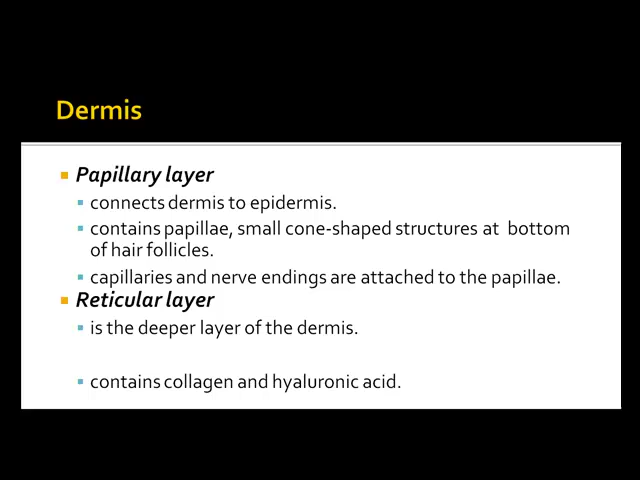 Dermis
Papillary layer
connects dermis to epidermis.
contains papillae, small cone-shaped structures at bottom
of hair follicles.
capillaries and nerve endings are attached to the papillae.
Reticular layer
is the deeper layer of the dermis.
contains collagen and hyaluronic acid.